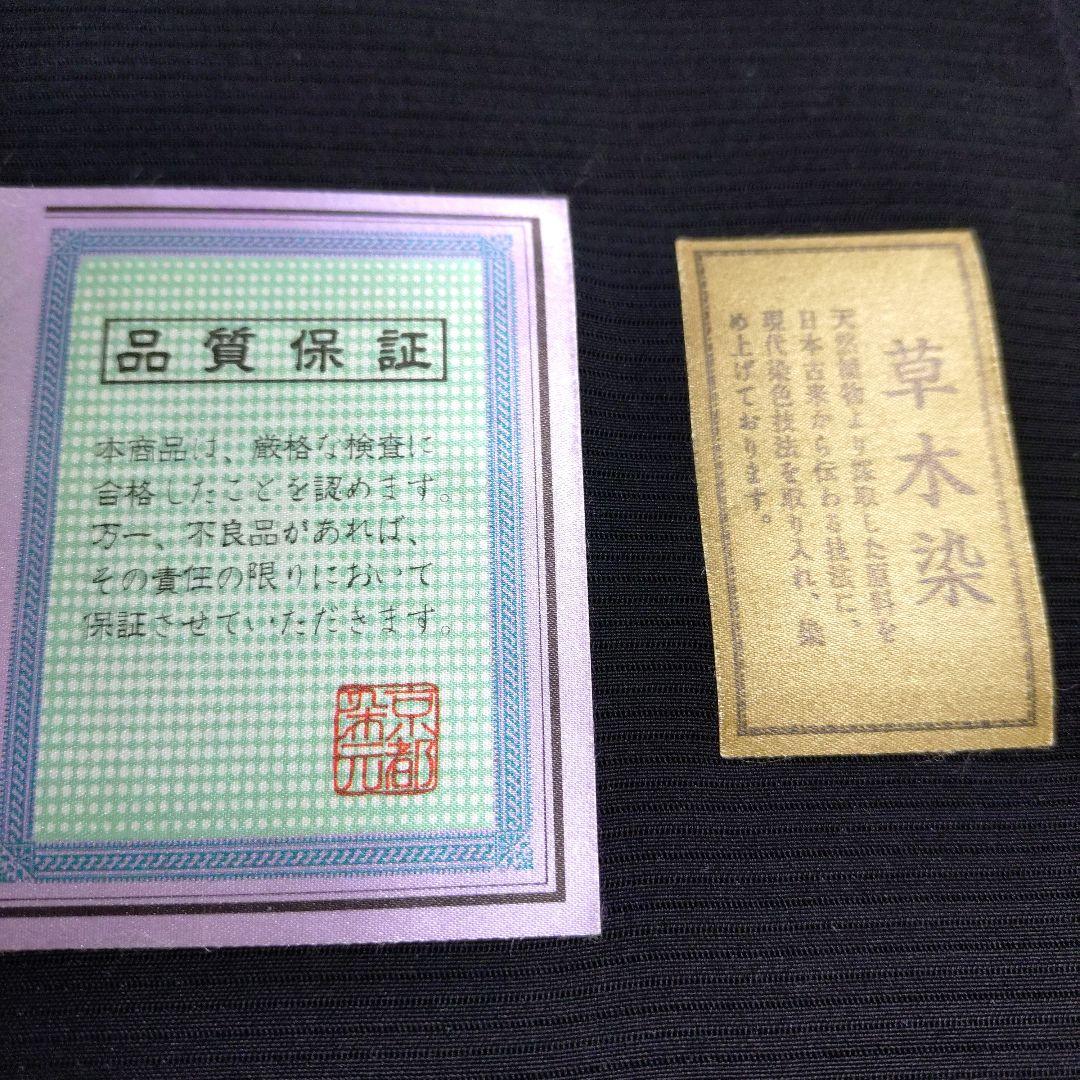 品質保証
本商品は、厳格な検査に
合格したことを認めます。
万一、不良品があれば、
その責任の限りにおいて
保証させていただきます。
京都
染元
草木染
天然植物より採取した染料を
日本古来から伝わる技法に、
現代染色技法を取り入れ、染
め上げております。